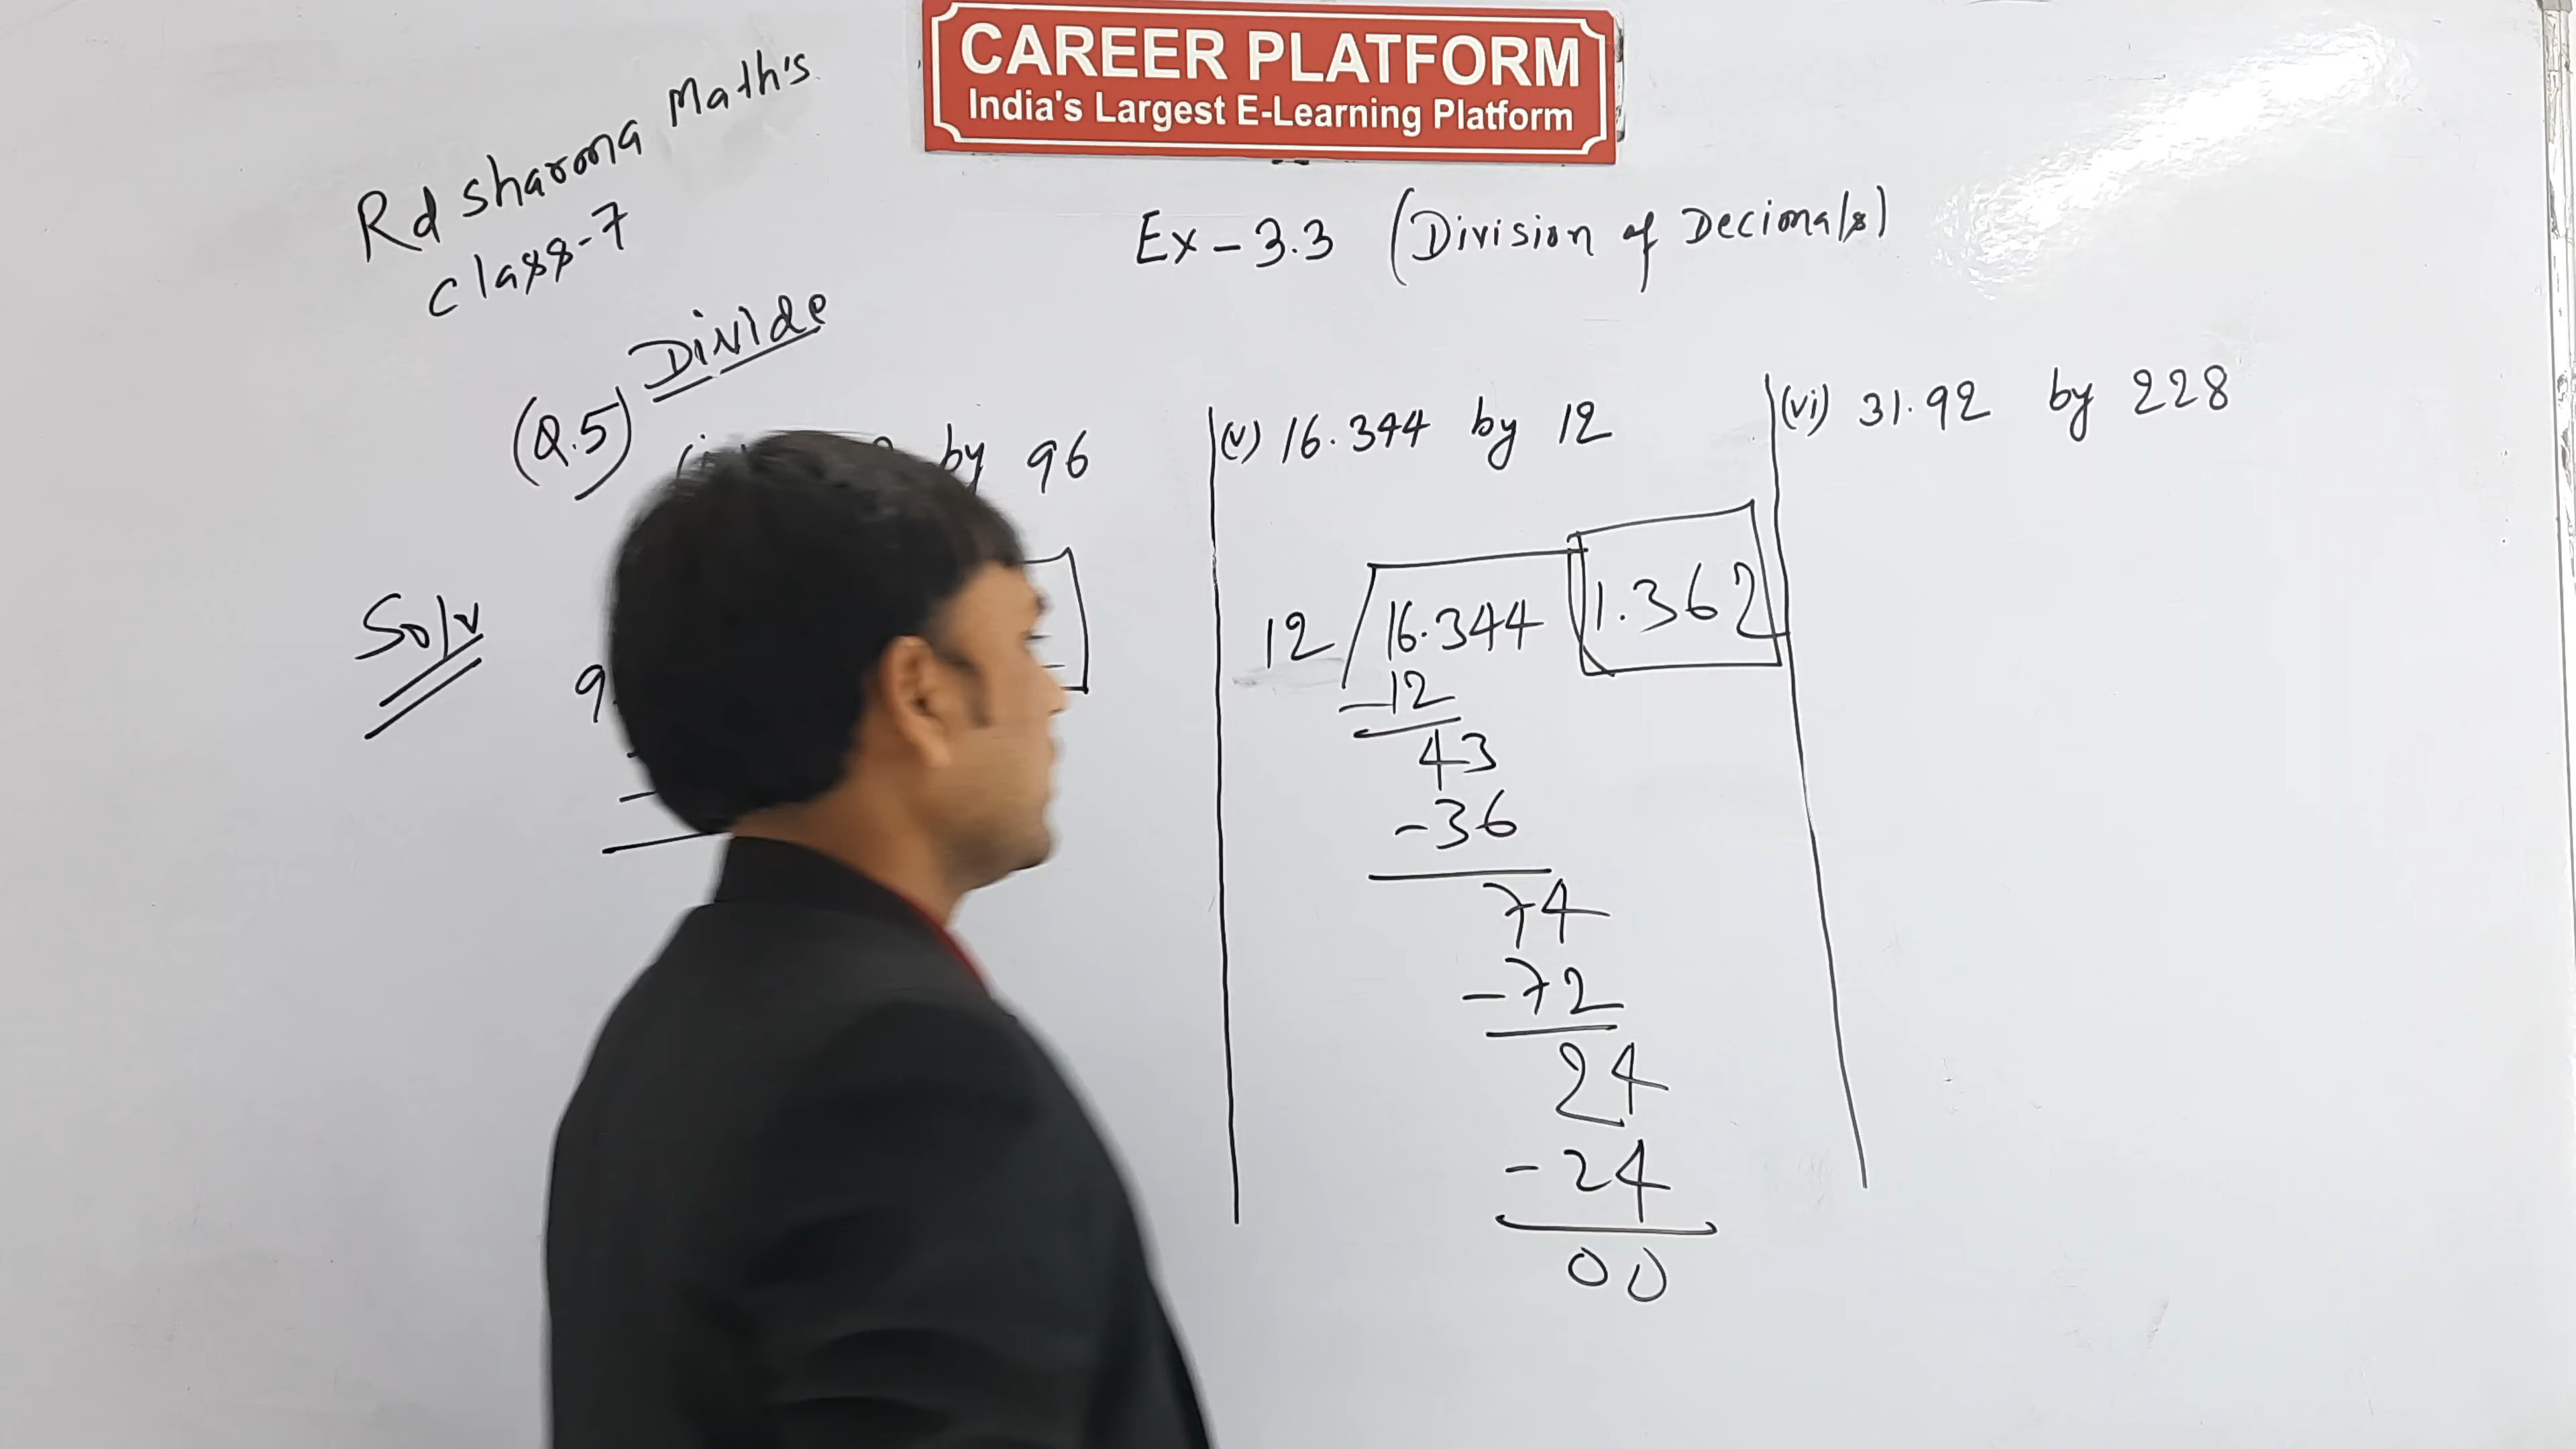 CAREER PLATFORM
India's Largest E-Learning Platform
Rd Sharma Math's
Class-7
Ex-3.3 (Division of Decimals)
(Q.5) Divide
by 96
(v) 16.344 by 12
(vi) 31.92 by 228
Solv
9
12 16.344 1.362
-12
43
-36
74
-72
24
-24
00